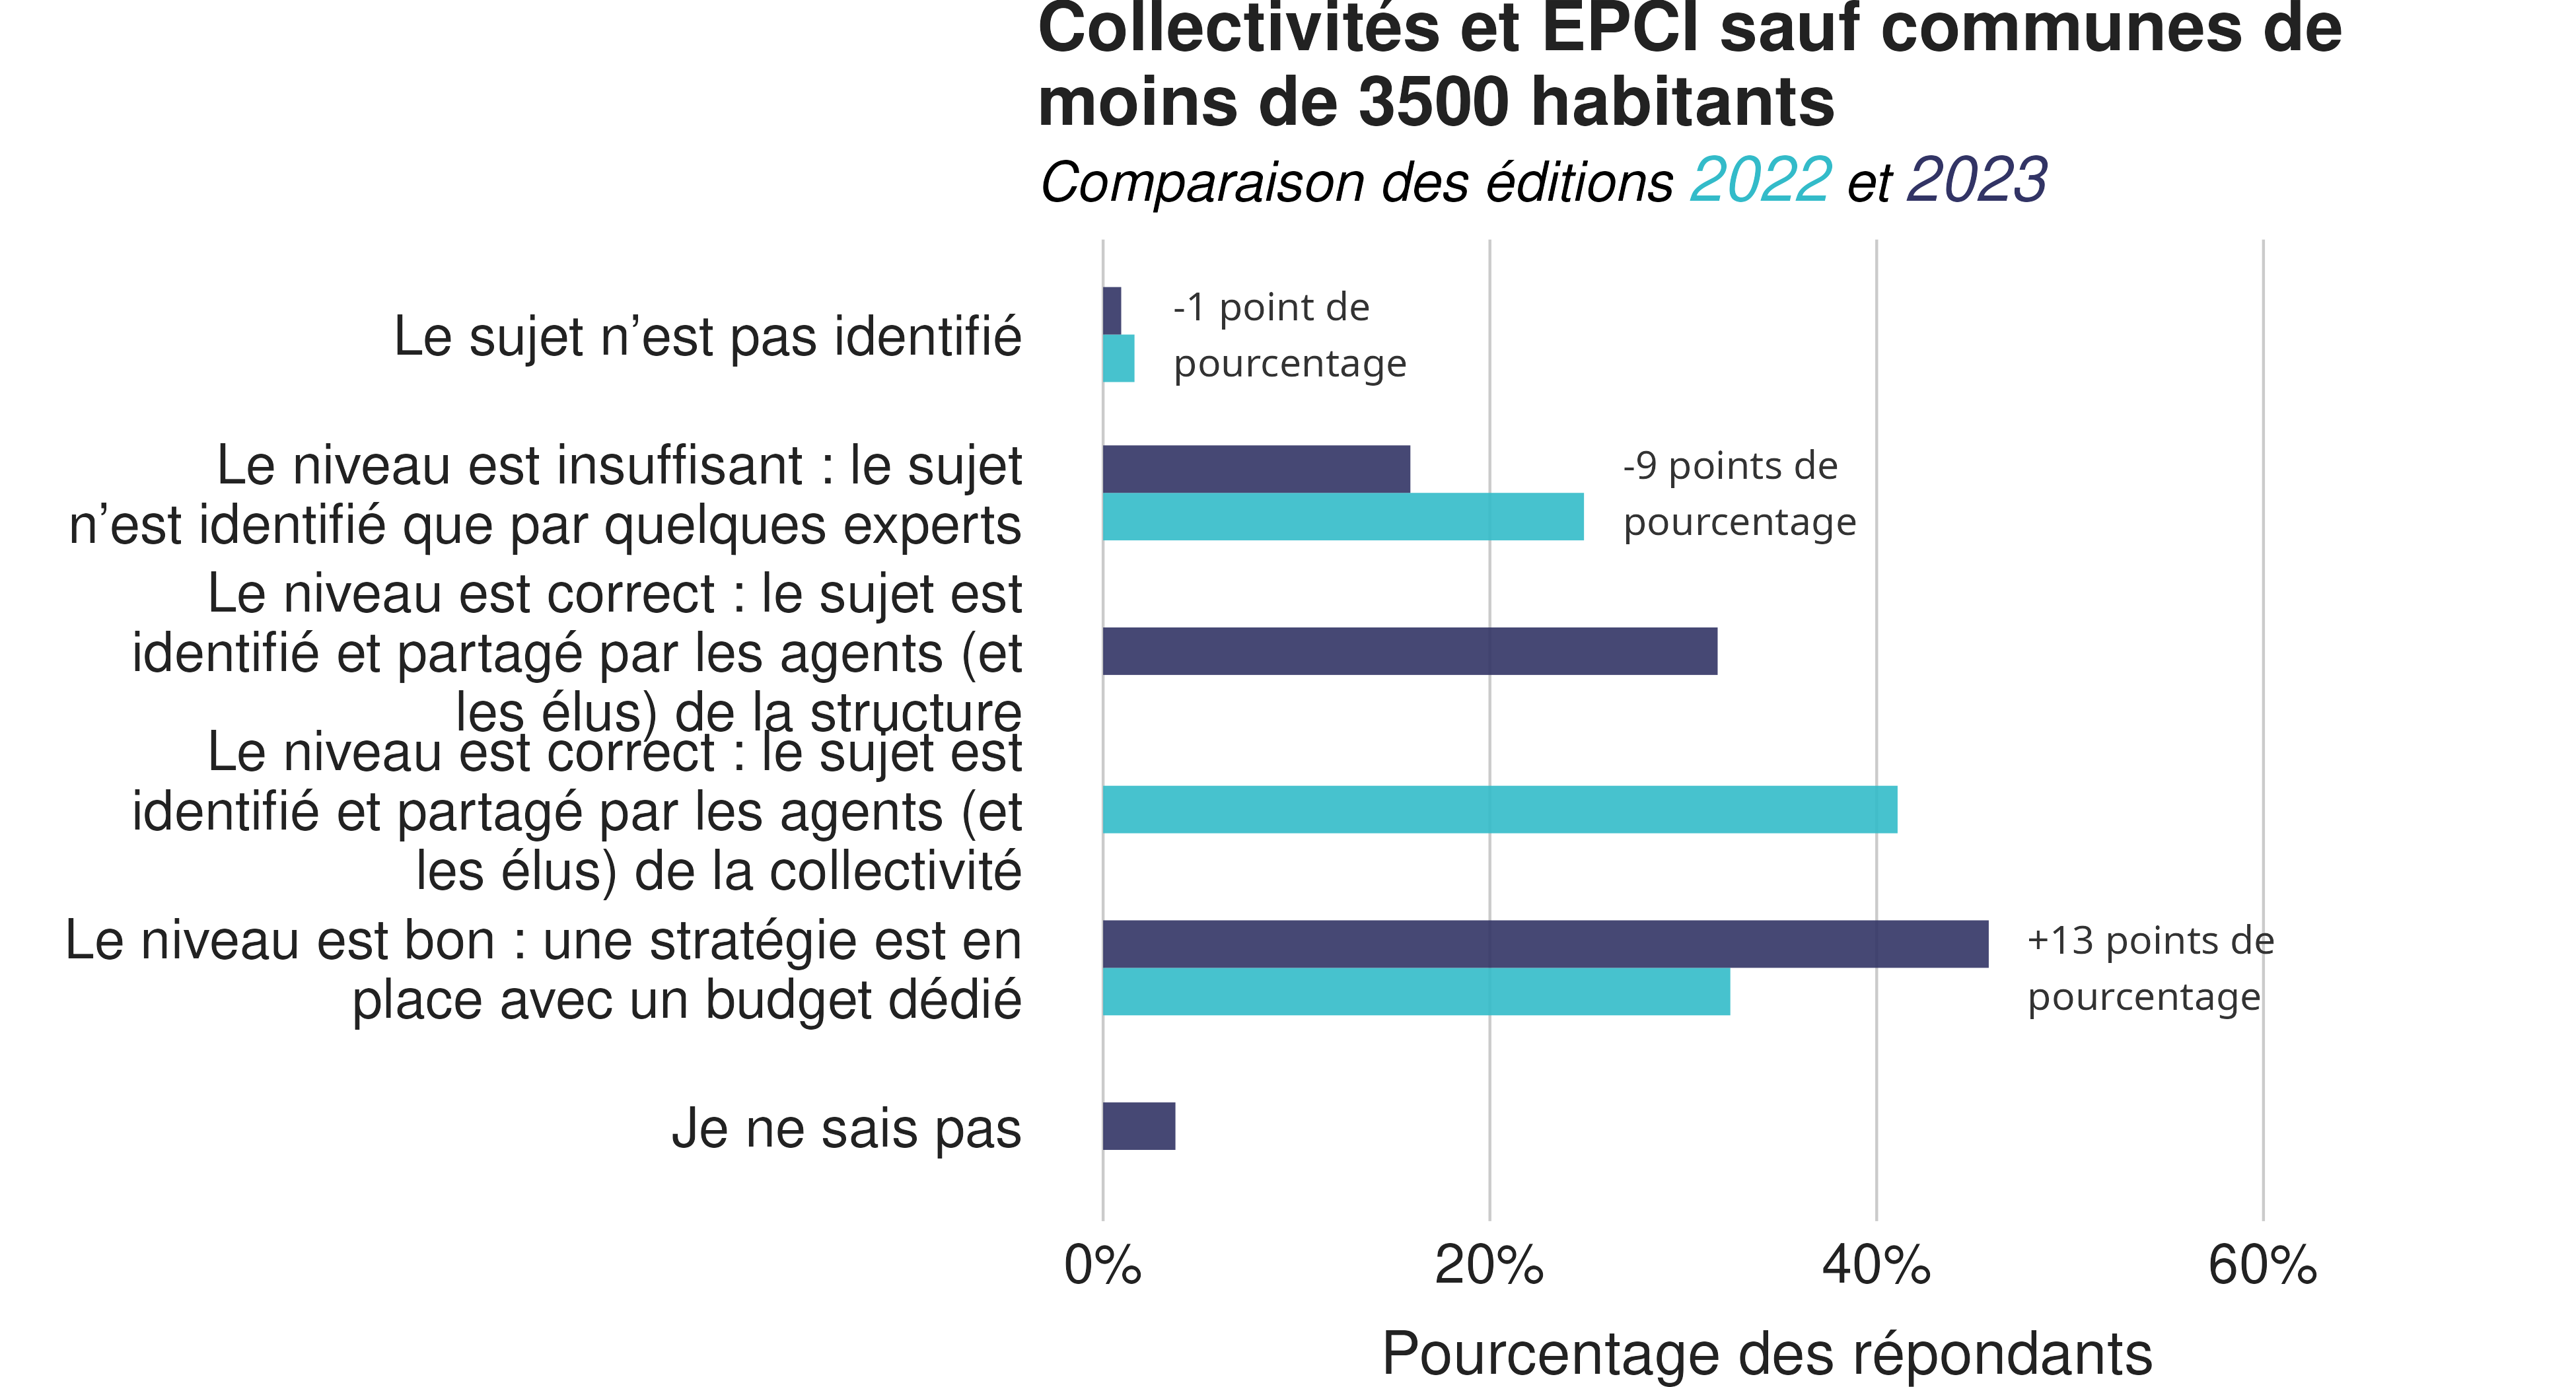 Collectivités et EPCI sauf communes de
moins de 3500 habitants
Comparaison des éditions 2022 et 2023
Le sujet n’est pas identifié
-1 point de
pourcentage
Le niveau est insuffisant : le sujet
n’est identifié que par quelques experts
-9 points de
pourcentage
Le niveau est correct : le sujet est
identifié et partagé par les agents (et
les élus) de la structure
Le niveau est correct : le sujet est
identifié et partagé par les agents (et
les élus) de la collectivité
Le niveau est bon : une stratégie est en
place avec un budget dédié
+13 points de
pourcentage
Je ne sais pas
0% 20% 40% 60%
Pourcentage des répondants